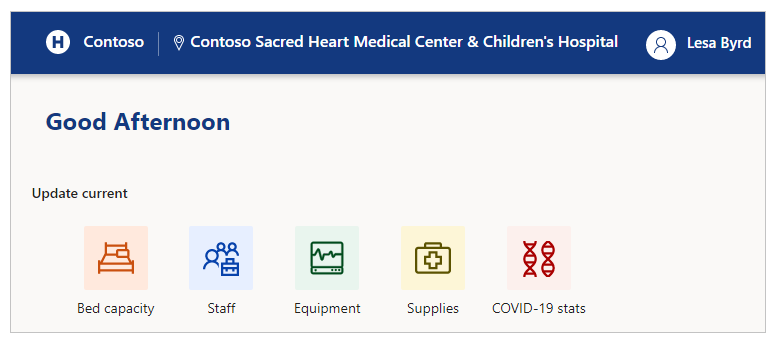 H Contoso Contoso Sacred Heart Medical Center & Children's Hospital Lesa Byrd
Good Afternoon
Update current
Bed capacity Staff Equipment Supplies COVID-19 stats